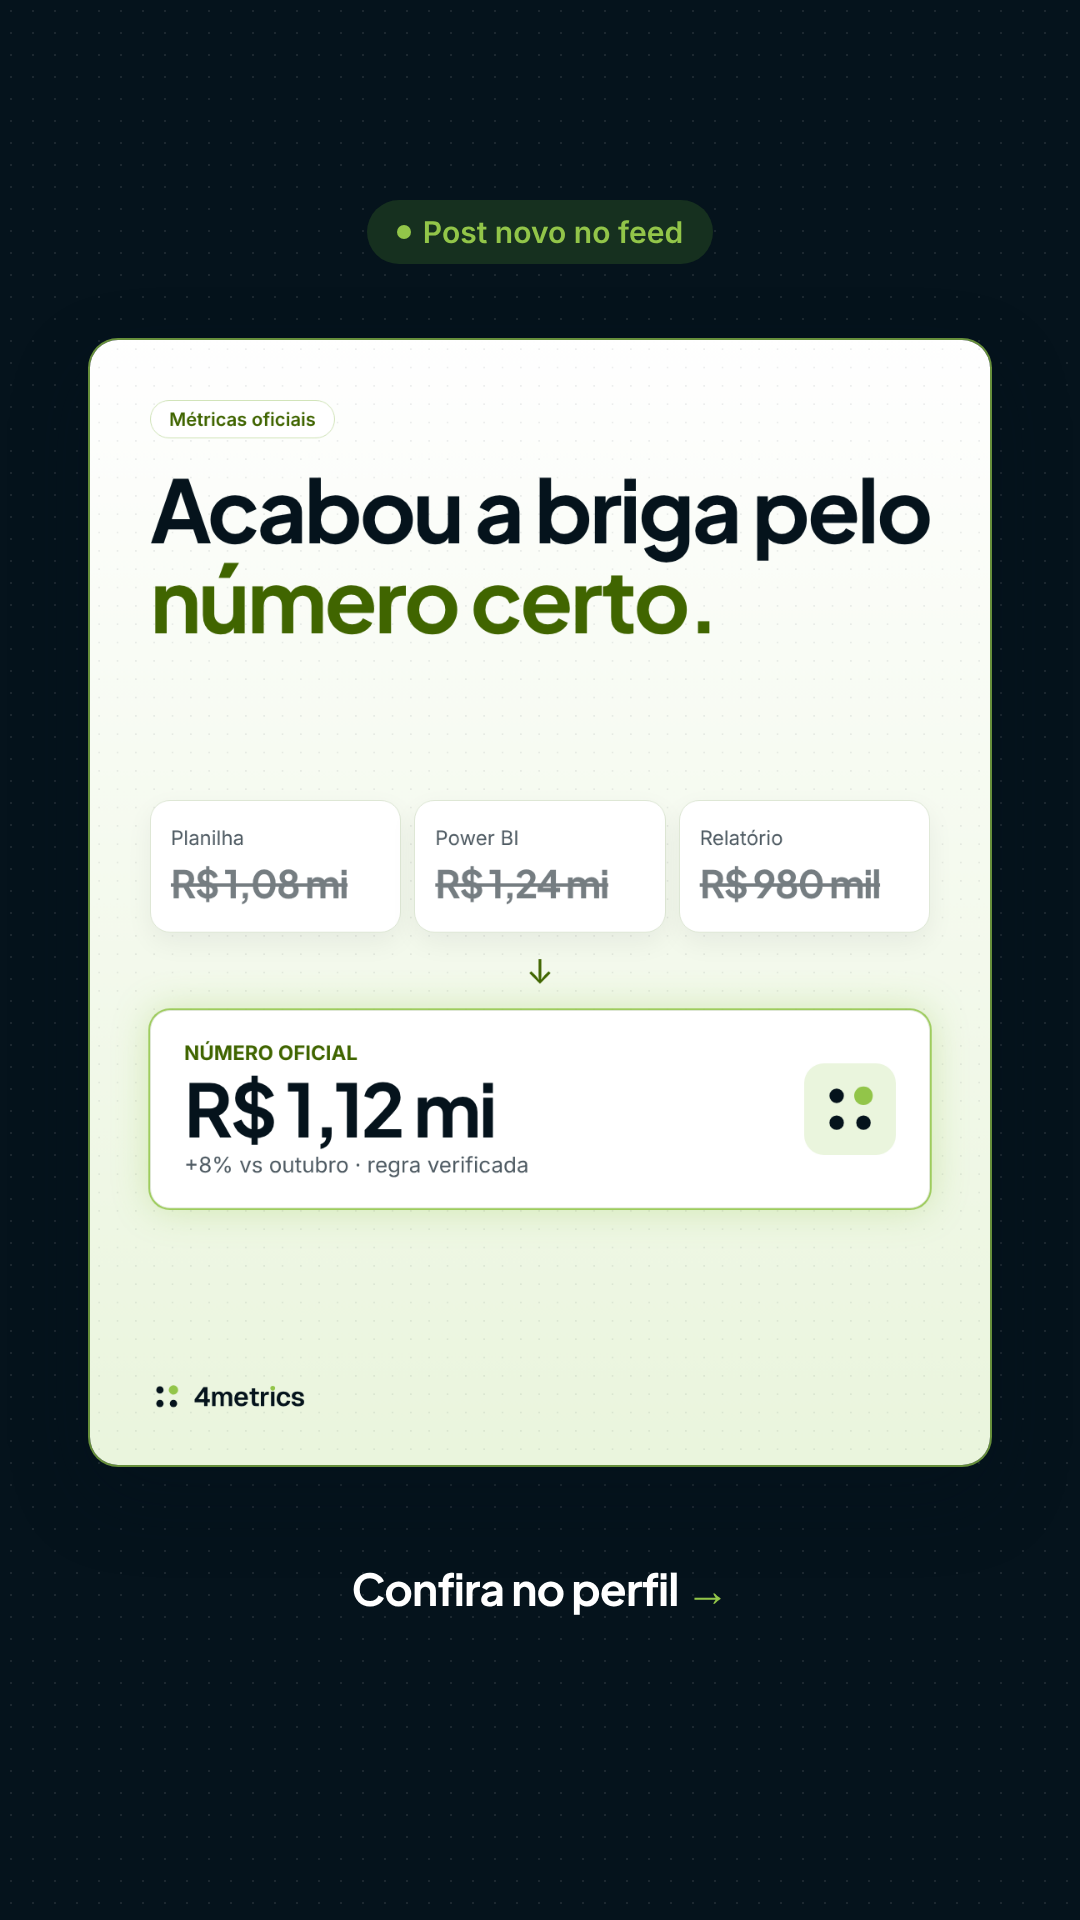 Post novo no feed
Métricas oficiais
Acabou a briga pelo
número certo.
Planilha
R$ 1,08 mi
Power BI
R$ 1,24 mi
Relatório
R$ 980 mil
↓
NÚMERO OFICIAL
R$ 1,12 mi
+8% vs outubro · regra verificada
4metrics
Confira no perfil →